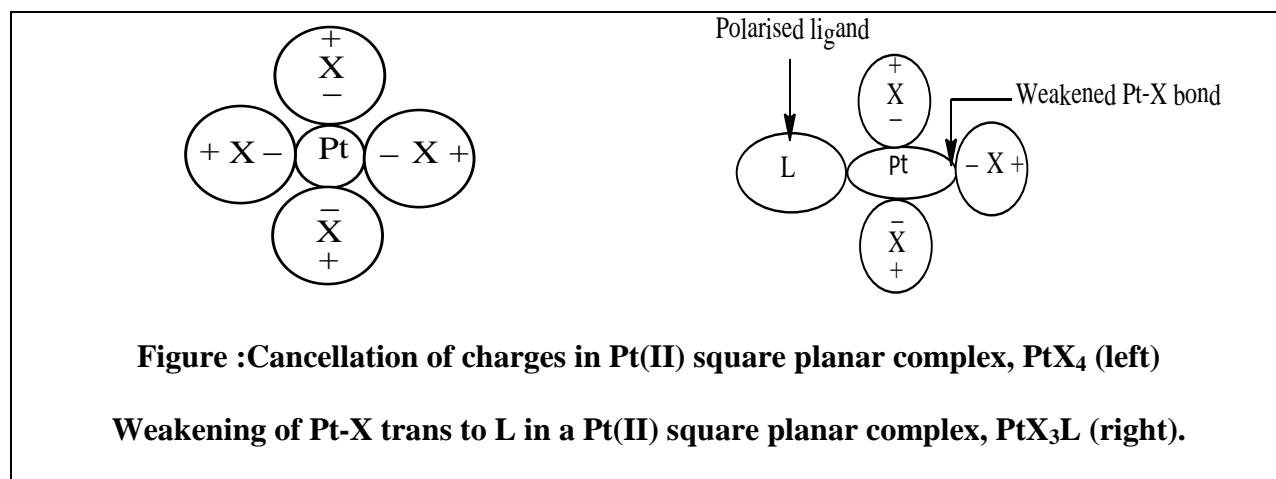 Polarised ligand
+
X
–
+ X –
Pt
– X +
–
X
+
+
X
-
Weakened Pt-X bond
L
Pt
– X +
–
X
+
Figure :Cancellation of charges in Pt(II) square planar complex, PtX₄ (left)
Weakening of Pt-X trans to L in a Pt(II) square planar complex, PtX₃L (right).